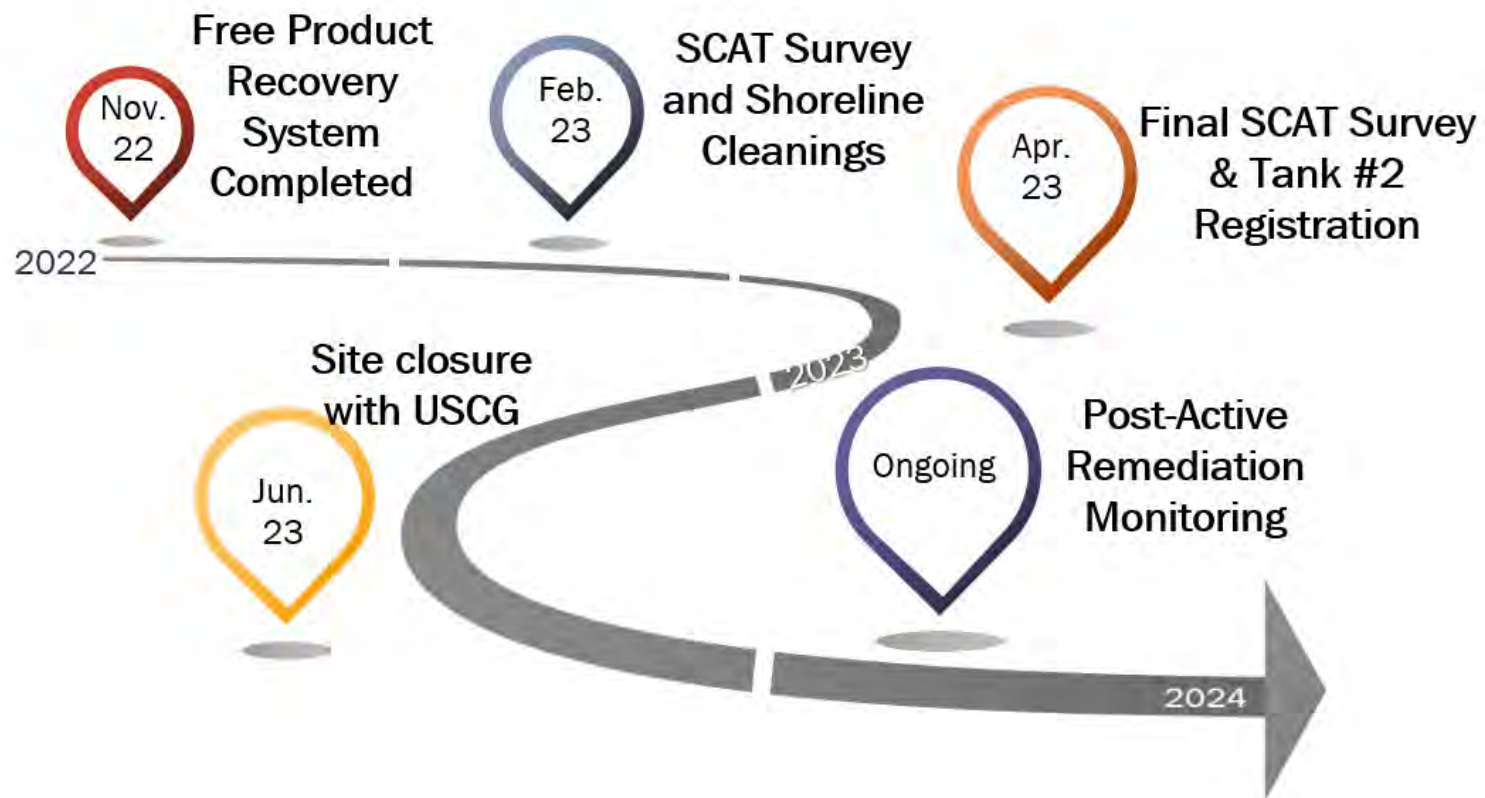 Nov.
22
Free Product
Recovery
System
Completed
Feb.
23
SCAT Survey
and Shoreline
Cleanings
Apr.
23
Final SCAT Survey
& Tank #2
Registration
2022
2023
Site closure
with USCG
Jun.
23
Ongoing
Post-Active
Remediation
Monitoring
2024